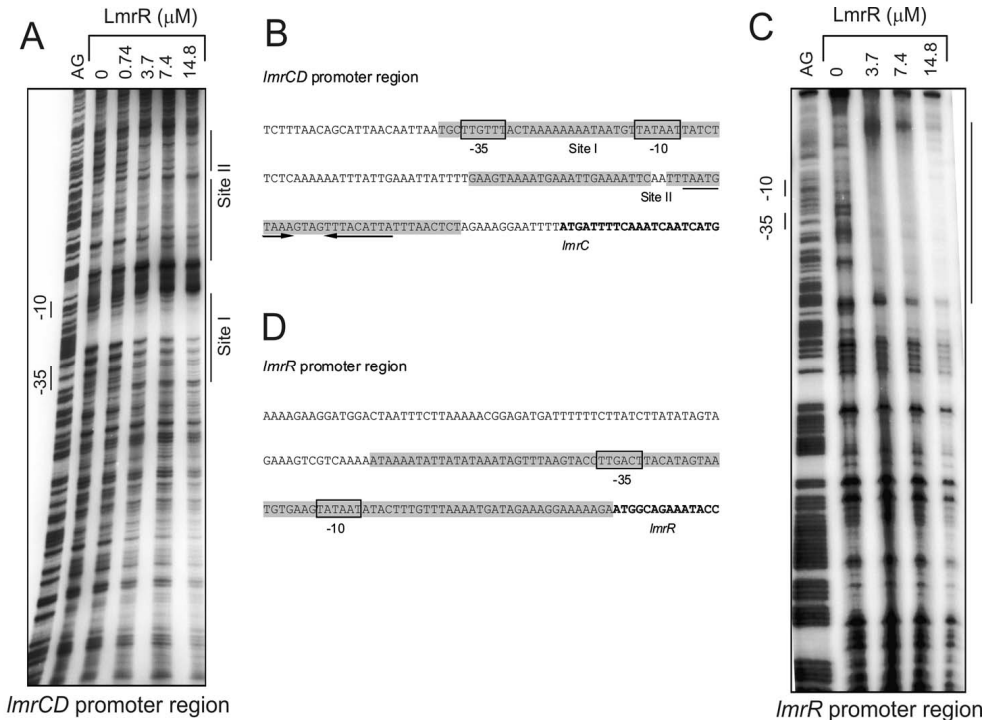 A
LmrR (µM)
AG
0
0.74
3.7
7.4
14.8
Site II
Site I
-10
-35
lmrCD promoter region
B
lmrCD promoter region
TCTTTAACAGCATTAACAATTAATGCTTGTTTACTAAAAAAAATAATGTTATAATTATCT
-35
Site I
-10
TCTCAAAAAATTTATTGAAATTATTTTGAAGTAAAATGAAATTGAAAATTCAATTTAATG
Site II
TAAAGTAGTTTACATTATTTAACTCTAGAAAGGAATTTTATGATTTTCAAATCAATCATG
lmrC
D
lmrR promoter region
AAAAGAAGGATGGACTAATTTCTTAAAAACGGAGATGATTTTTTCTTATCTTATATAGTA
GAAAGTCGTCAAAAATAAAATATTATATAAATAGTTTAAGTACCTTGACTTACATAGTAA
-35
TGTGAAGTATAATATACTTTGTTTAAAATGATAGAAAGGAAAAAGAATGGCAGAAATACC
-10
lmrR
C
LmrR (µM)
AG
0
3.7
7.4
14.8
-10
-35
lmrR promoter region